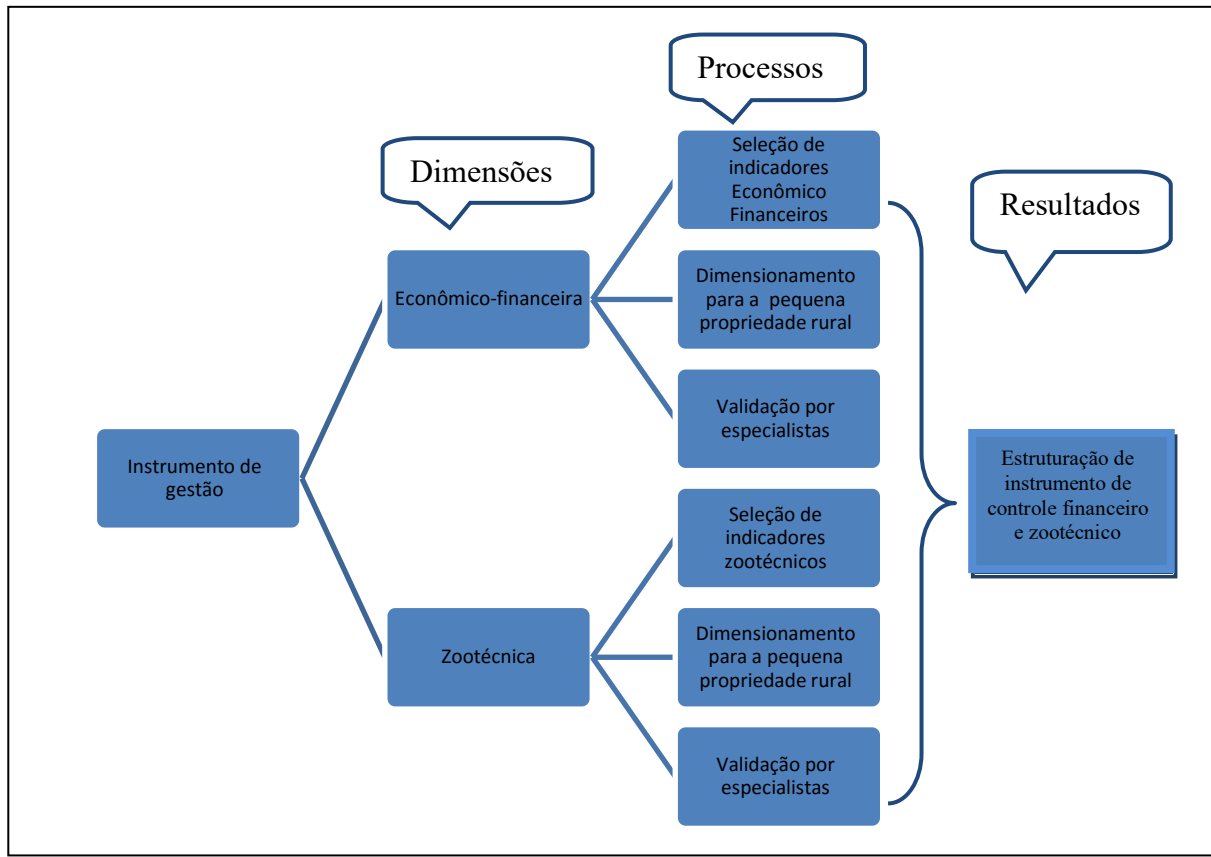 Processos
Dimensões
Resultados
Instrumento de
gestão
Econômico-financeira
Seleção de
indicadores
Econômico
Financeiros
Dimensionamento
para a pequena
propriedade rural
Validação por
especialistas
Zootécnica
Seleção de
indicadores
zootécnicos
Dimensionamento
para a pequena
propriedade rural
Validação por
especialistas
Estruturação de
instrumento de
controle financeiro
e zootécnico